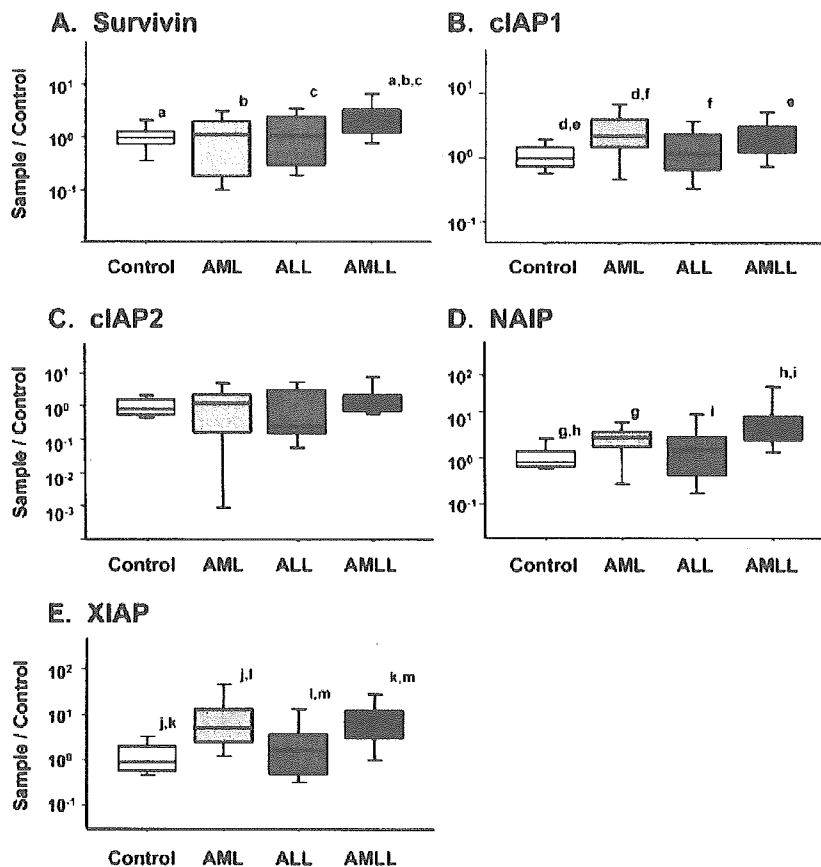 A. Survivin
Sample / Control
10¹
10⁰
10⁻¹
a
b
c
a,b,c
Control AML ALL AMLL
B. cIAP1
10¹
10⁰
10⁻¹
d,e
d,f
f
e
Control AML ALL AMLL
C. cIAP2
Sample / Control
10¹
10⁰
10⁻¹
10⁻²
10⁻³
Control AML ALL AMLL
D. NAIP
10²
10¹
10⁰
10⁻¹
g,h
g
i
h,i
Control AML ALL AMLL
E. XIAP
Sample / Control
10²
10¹
10⁰
10⁻¹
j,k
j,l
l,m
k,m
Control AML ALL AMLL